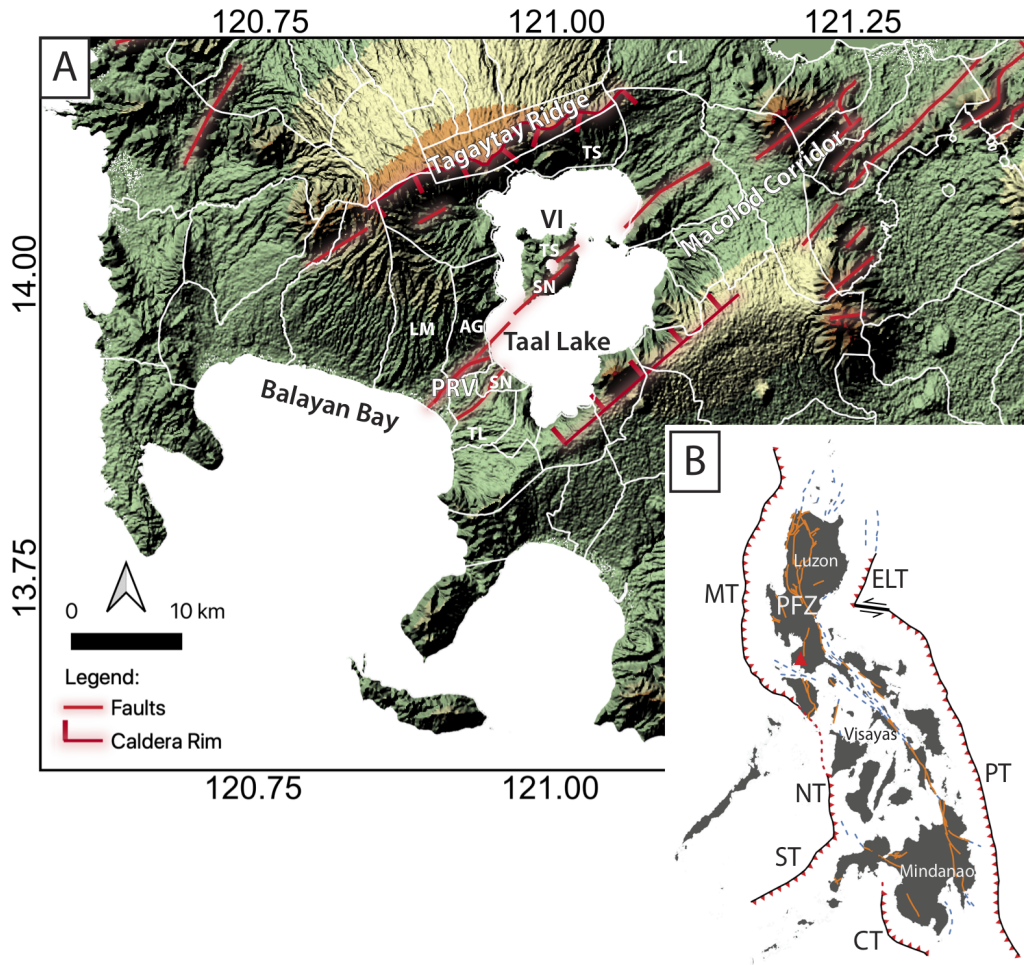 120.75 121.00 121.25
A
CL
Tagaytay Ridge
TS
Macolod Corridor
VI
TS
14.00
SN
LM
AG
Taal Lake
PRV
SN
Balayan Bay
TL
B
13.75
0 10 km
Legend:
Faults
Caldera Rim
120.75 121.00
Luzon
MT
ELT
PFZ
Visayas
NT
PT
ST
Mindanao
CT